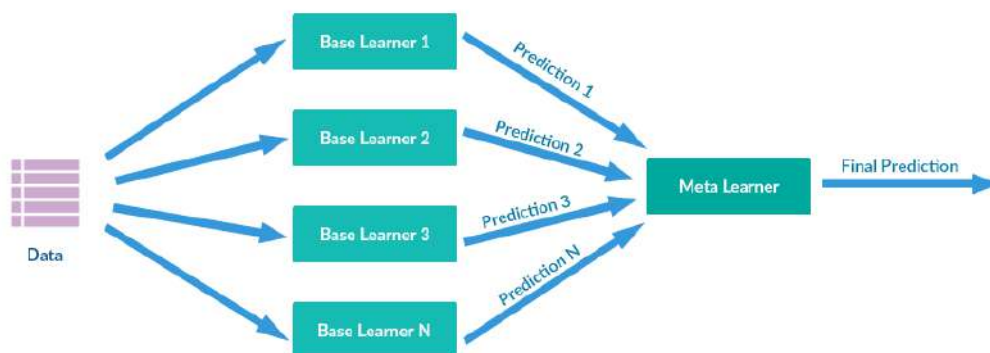 Base Learner 1
Prediction 1
Base Learner 2
Prediction 2
Final Prediction
Meta Learner
Data
Base Learner 3
Prediction 3
Base Learner N
Prediction N